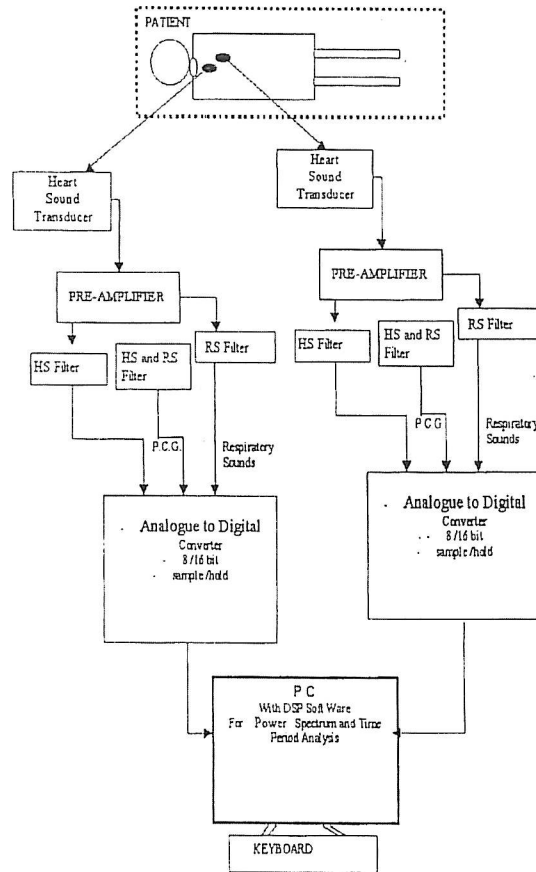 PATIENT
Heart
Sound
Transducer
Heart
Sound
Transducer
PRE-AMPLIFIER
PRE-AMPLIFIER
HS Filter
HS and RS
Filter
RS Filter
HS Filter
HS and RS
Filter
RS Filter
P.C.G.
Respiratory
Sounds
P C G
Respiratory
Sounds
Analogue to Digital
Converter
8/16 bit
sample/hold
Analogue to Digital
Converter
8/16 bit
sample/hold
P C
With DSP Soft Ware
For Power Spectrum and Time
Period Analysis
KEYBOARD